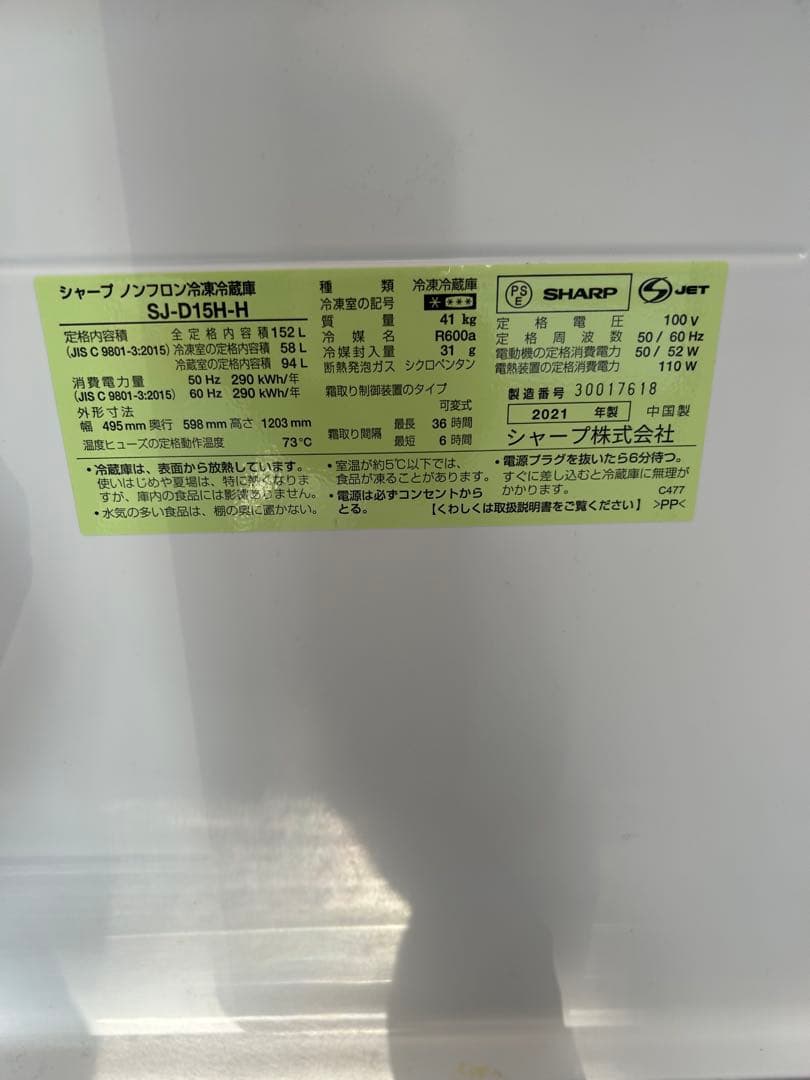 シャープ ノンフロン冷凍冷蔵庫
SJ-D15H-H
定格内容積 全定格内容積 152 L
(JIS C 9801-3:2015) 冷凍室の定格内容積 58 L
冷蔵室の定格内容積 94 L
消費電力量 50 Hz 290 kWh/年
(JIS C 9801-3:2015) 60 Hz 290 kWh/年
外形寸法
幅 495 mm 奥行 598 mm 高さ 1203 mm
温度ヒューズの定格動作温度 73℃
種類 冷凍冷蔵庫
冷凍室の記号 * ***
質量 41 kg
冷媒名 R600a
冷媒封入量 31 g
断熱発泡ガス シクロペンタン
霜取り制御装置のタイプ
可変式
霜取り間隔 最長 36 時間
最短 6 時間
PS
E
SHARP
S JET
定格電圧 100 V
定格周波数 50 / 60 Hz
電動機の定格消費電力 50 / 52 W
電熱装置の定格消費電力 110 W
製造番号 30017618
2021 年製 中国製
シャープ株式会社
・冷蔵庫は、表面から放熱しています。
使いはじめや夏場は、特に熱くなりま
すが、庫内の食品には影響ありません。
・水気の多い食品は、棚の奥に置かない。
・室温が約5℃以下では、
食品が凍ることがあります。
・電源は必ずコンセントから
とる。
・電源プラグを抜いたら6分待つ。
すぐに差し込むと冷蔵庫に無理が
かかります。 C477
【くわしくは取扱説明書をご覧ください】 >PP<